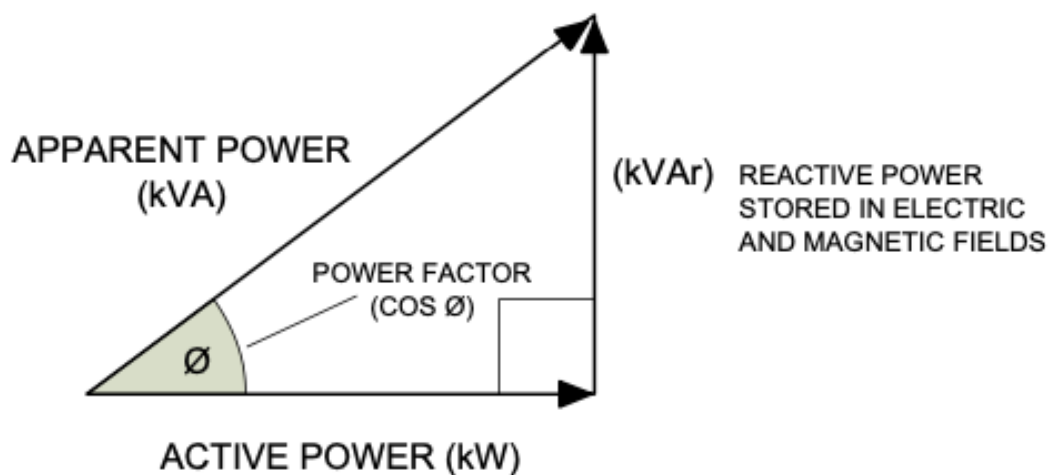 APPARENT POWER
(kVA)
(kVAr)
REACTIVE POWER
STORED IN ELECTRIC
AND MAGNETIC FIELDS
POWER FACTOR
(COS Ø)
Ø
ACTIVE POWER (kW)